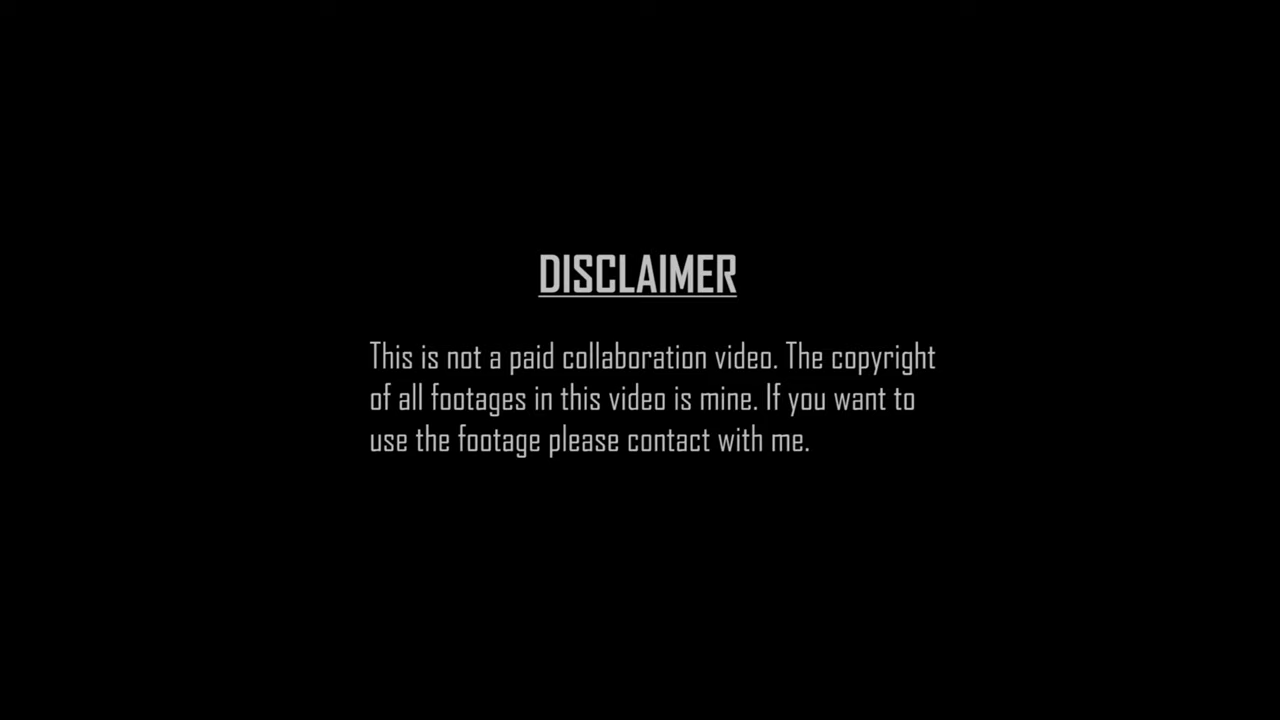 DISCLAIMER
This is not a paid collaboration video. The copyright
of all footages in this video is mine. If you want to
use the footage please contact with me.